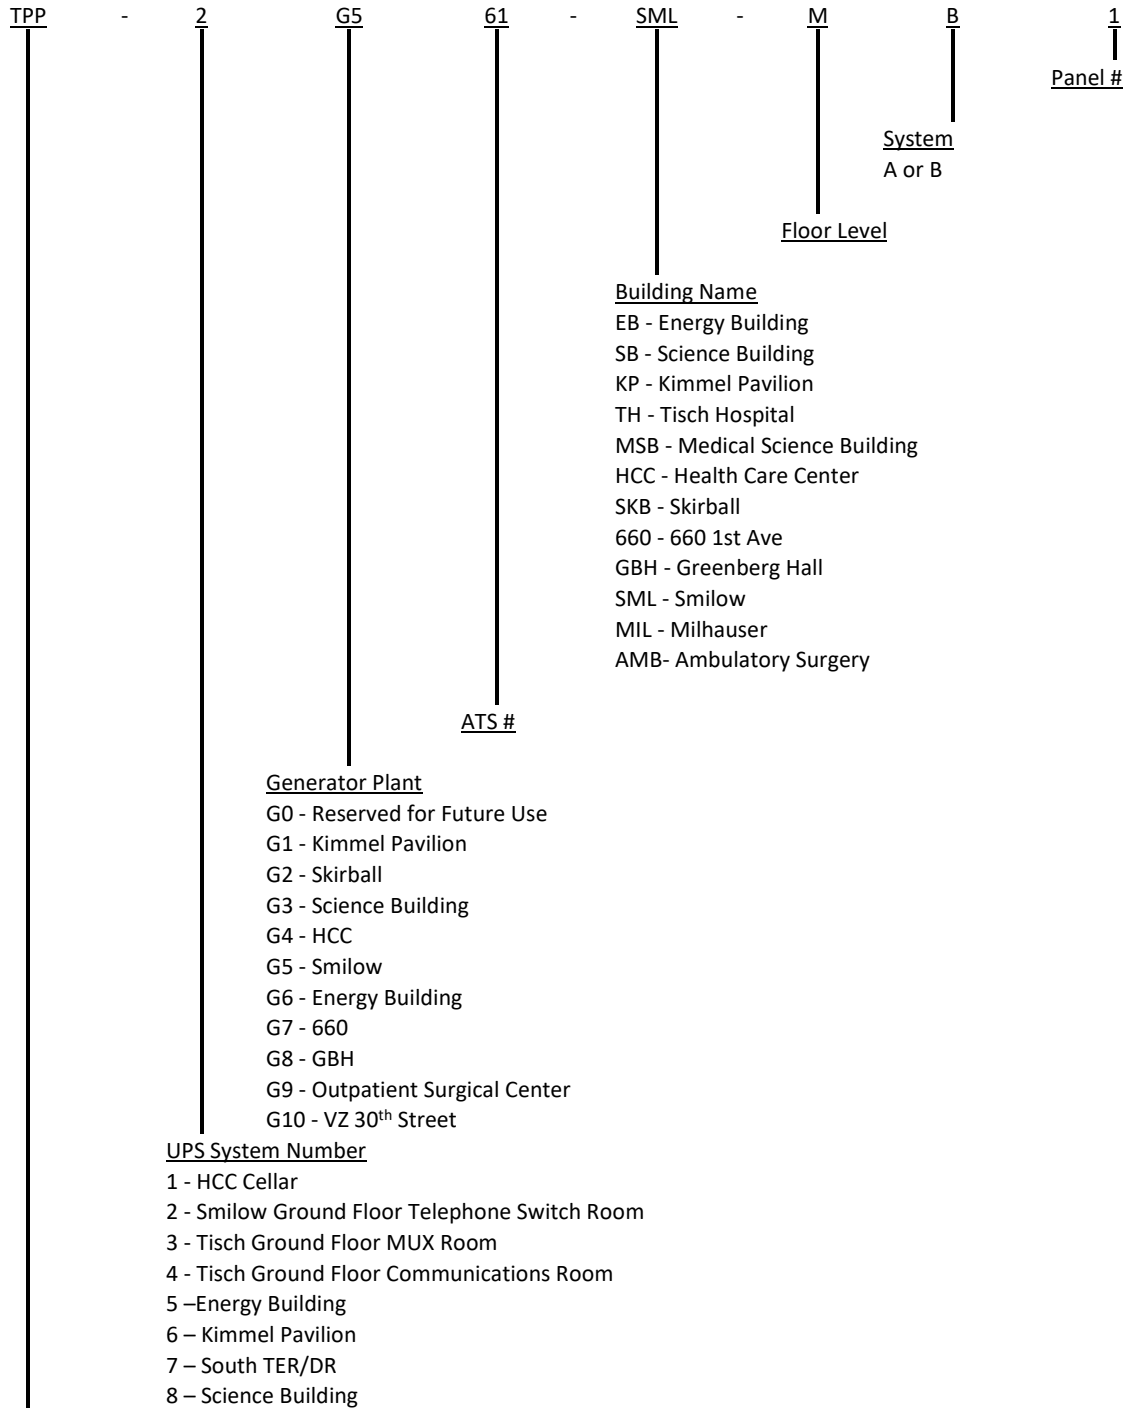 TPP - 2 G5 61 - SML - M B 1
Panel #
System
A or B
Floor Level
Building Name
EB - Energy Building
SB - Science Building
KP - Kimmel Pavilion
TH - Tisch Hospital
MSB - Medical Science Building
HCC - Health Care Center
SKB - Skirball
660 - 660 1st Ave
GBH - Greenberg Hall
SML - Smilow
MIL - Milhauser
AMB- Ambulatory Surgery
ATS #
Generator Plant
G0 - Reserved for Future Use
G1 - Kimmel Pavilion
G2 - Skirball
G3 - Science Building
G4 - HCC
G5 - Smilow
G6 - Energy Building
G7 - 660
G8 - GBH
G9 - Outpatient Surgical Center
G10 - VZ 30th Street
UPS System Number
1 - HCC Cellar
2 - Smilow Ground Floor Telephone Switch Room
3 - Tisch Ground Floor MUX Room
4 - Tisch Ground Floor Communications Room
5 –Energy Building
6 – Kimmel Pavilion
7 – South TER/DR
8 – Science Building